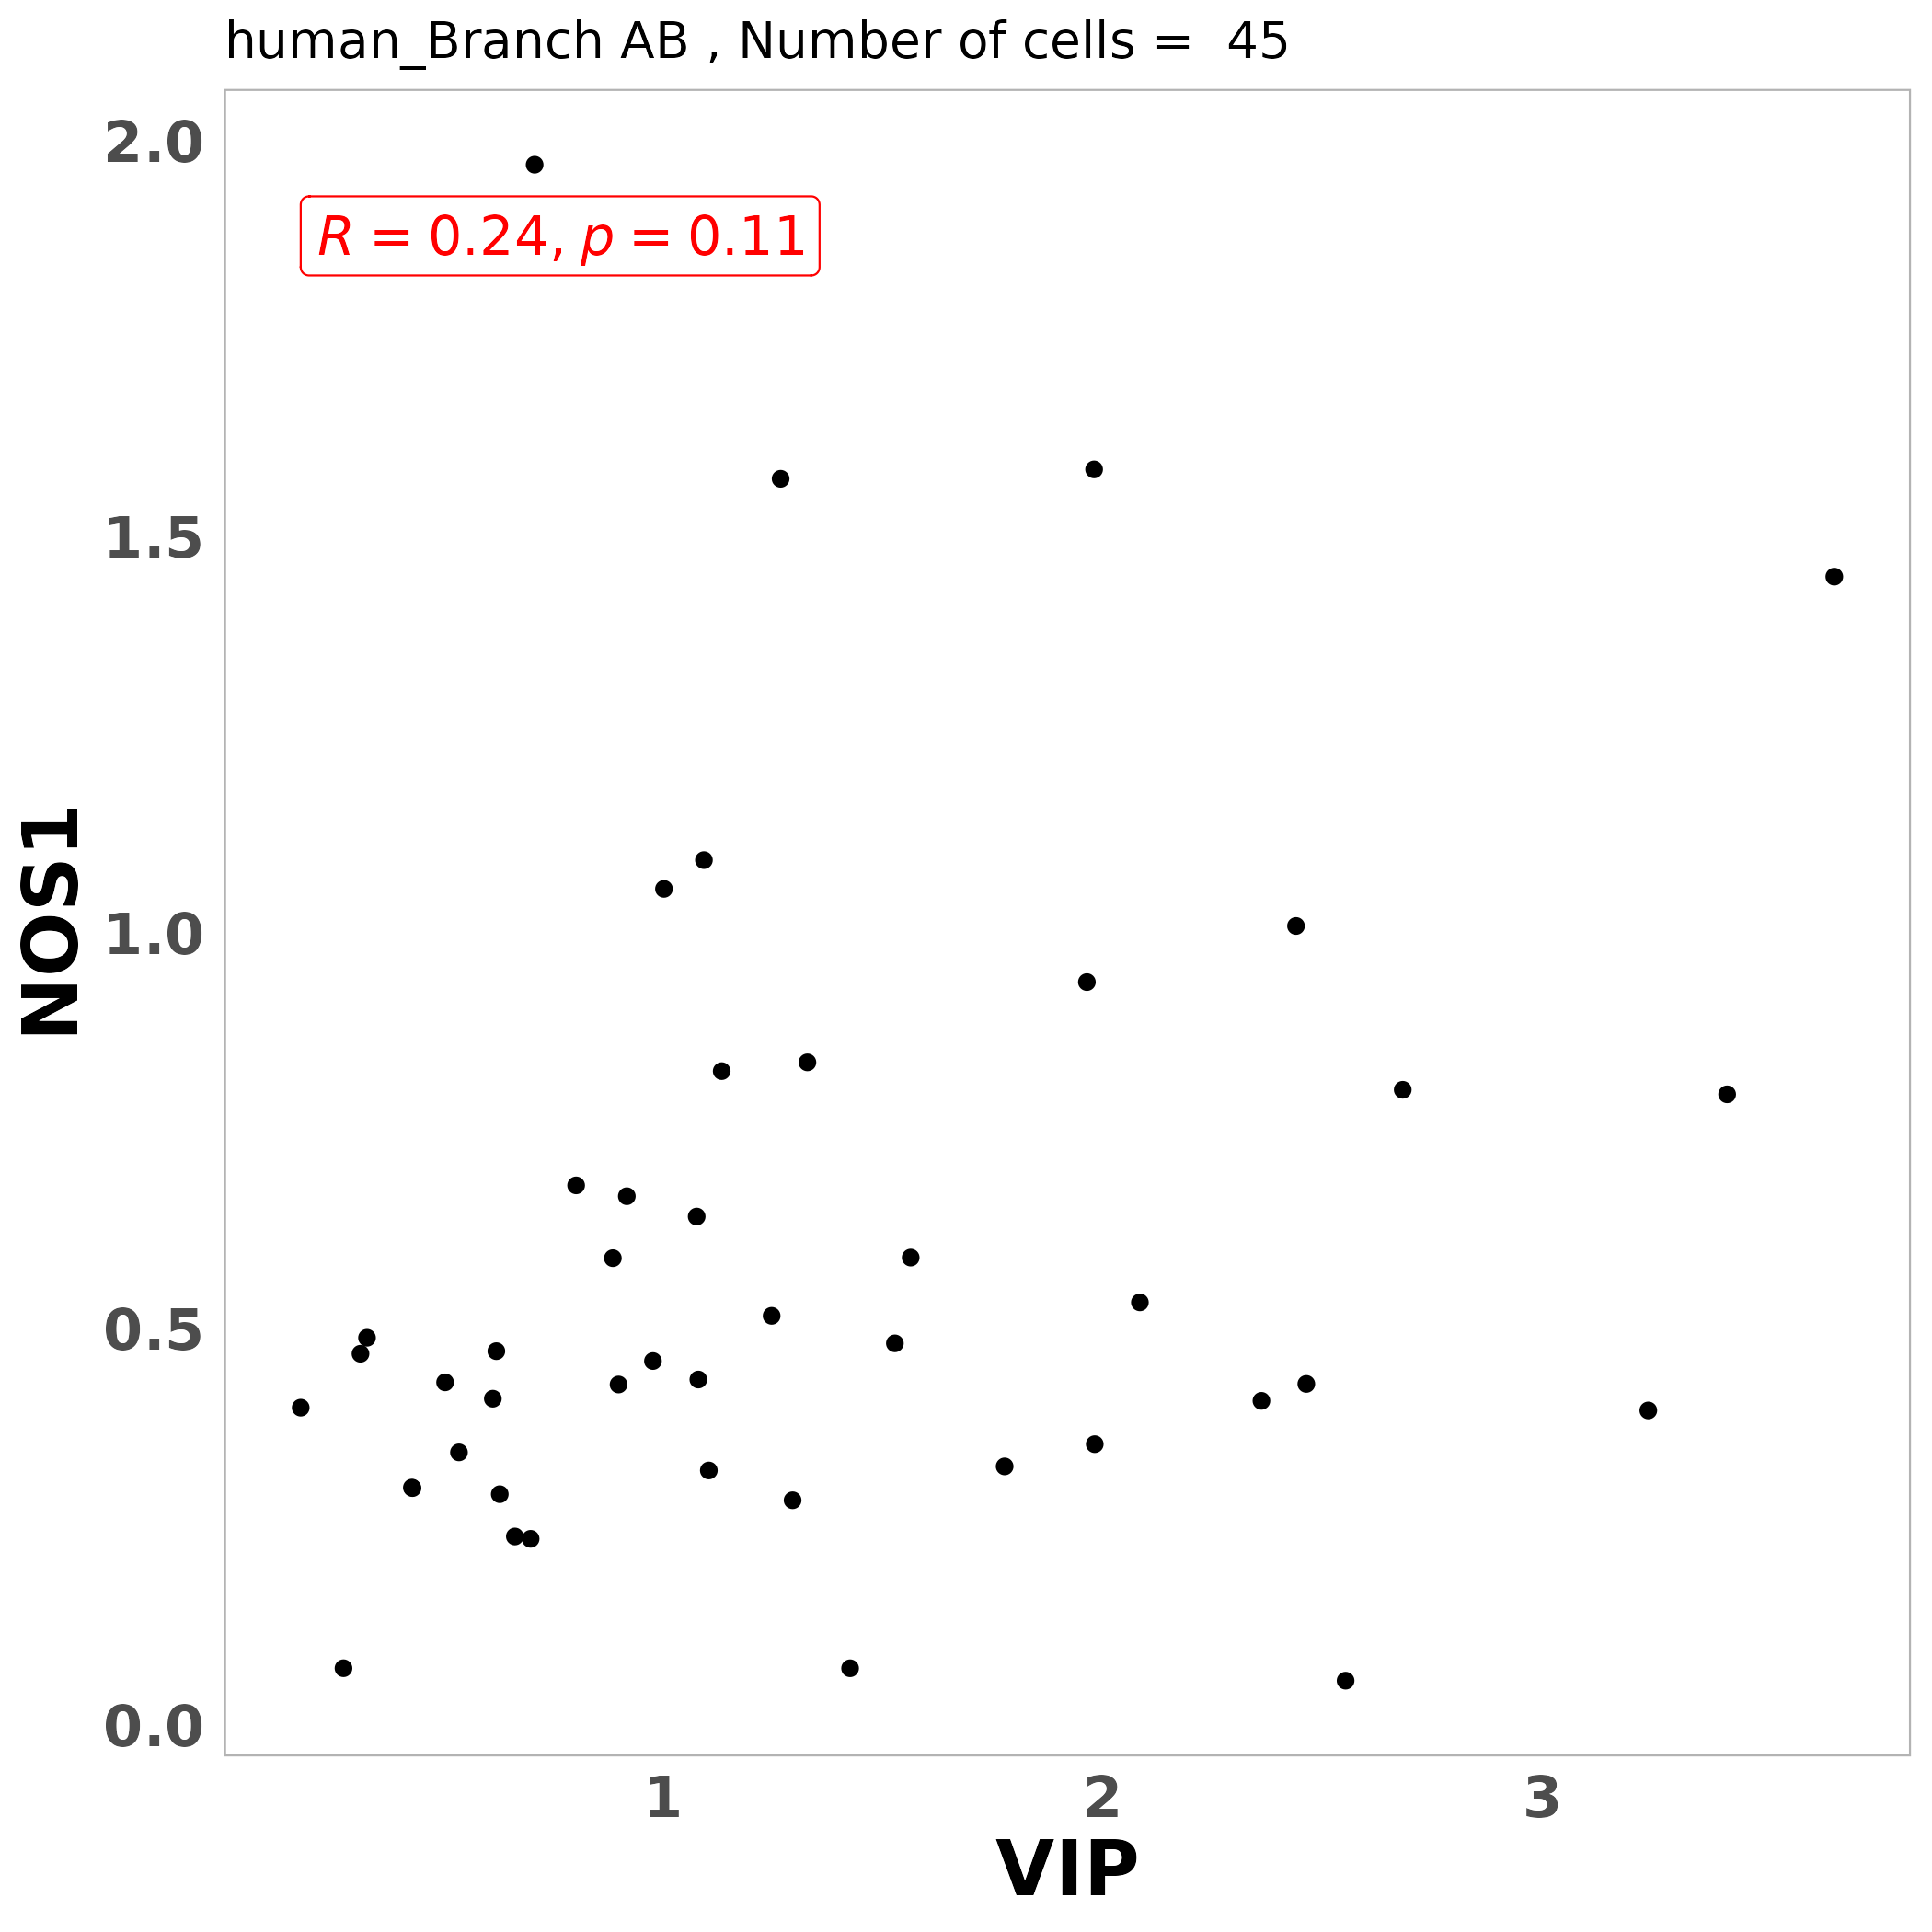 human_Branch AB , Number of cells =  45
2.0
R = 0.24, p = 0.11
1.5
NOS1
1.0
0.5
0.0
1 2 3
VIP